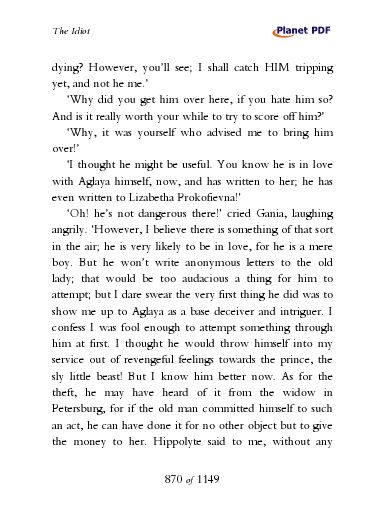 The Idiot
Planet PDF
dying? However, you’ll see; I shall catch HIM tripping
yet, and not he me.’
‘Why did you get him over here, if you hate him so?
And is it really worth your while to try to score off him?’
‘Why, it was yourself who advised me to bring him
over!’
‘I thought he might be useful. You know he is in love
with Aglaya himself, now, and has written to her; he has
even written to Lizabetha Prokofievna!’
‘Oh! he’s not dangerous there!’ cried Gania, laughing
angrily. ‘However, I believe there is something of that sort
in the air; he is very likely to be in love, for he is a mere
boy. But he won’t write anonymous letters to the old
lady; that would be too audacious a thing for him to
attempt; but I dare swear the very first thing he did was to
show me up to Aglaya as a base deceiver and intriguer. I
confess I was fool enough to attempt something through
him at first. I thought he would throw himself into my
service out of revengeful feelings towards the prince, the
sly little beast! But I know him better now. As for the
theft, he may have heard of it from the widow in
Petersburg, for if the old man committed himself to such
an act, he can have done it for no other object but to give
the money to her. Hippolyte said to me, without any
870 of 1149